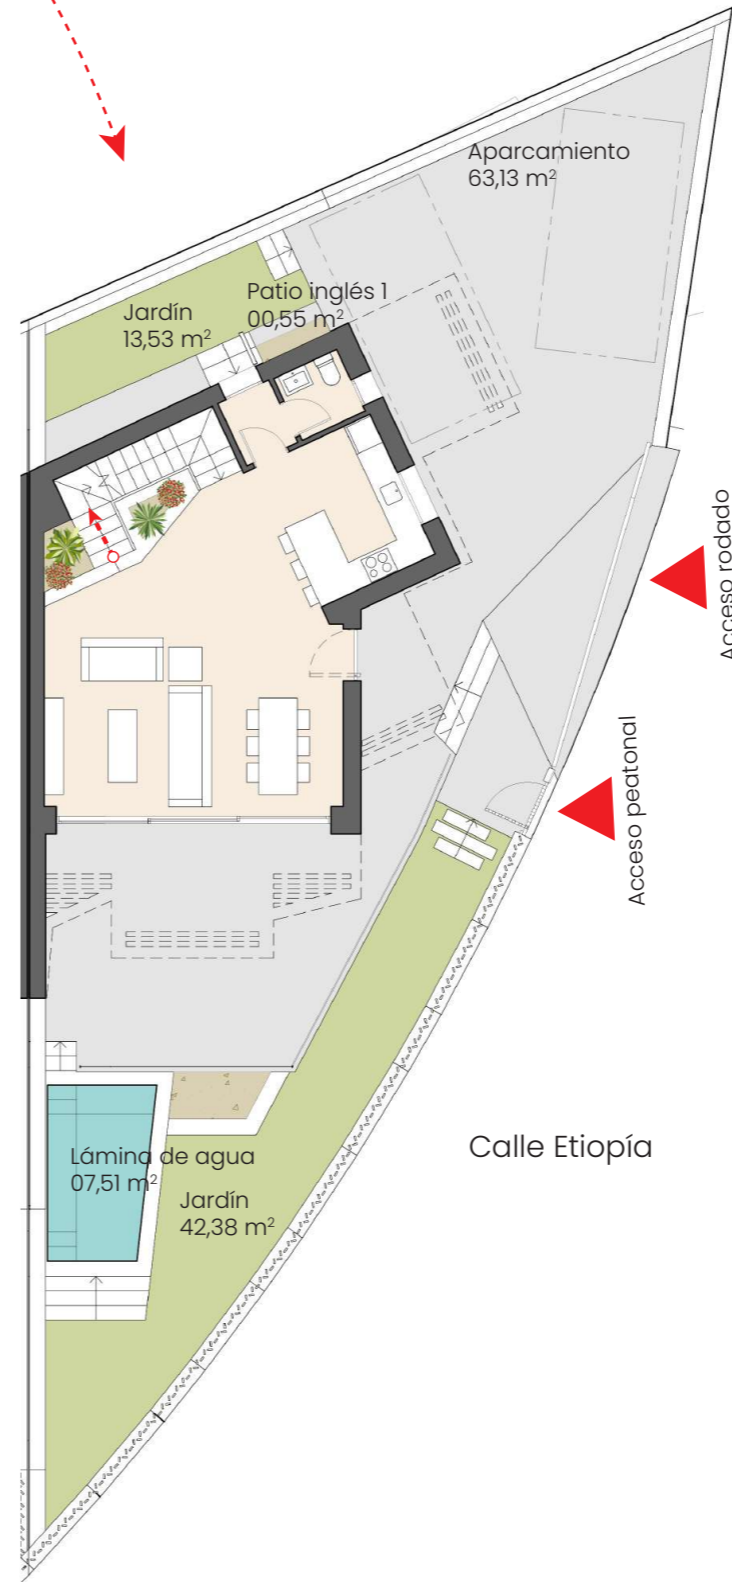 Aparcamiento
63,13 m²
Patio inglés 1
00,55 m²
Jardín
13,53 m²
Acceso rodado
Acceso peatonal
Calle Etiopía
Lámina de agua
07,51 m²
Jardín
42,38 m²